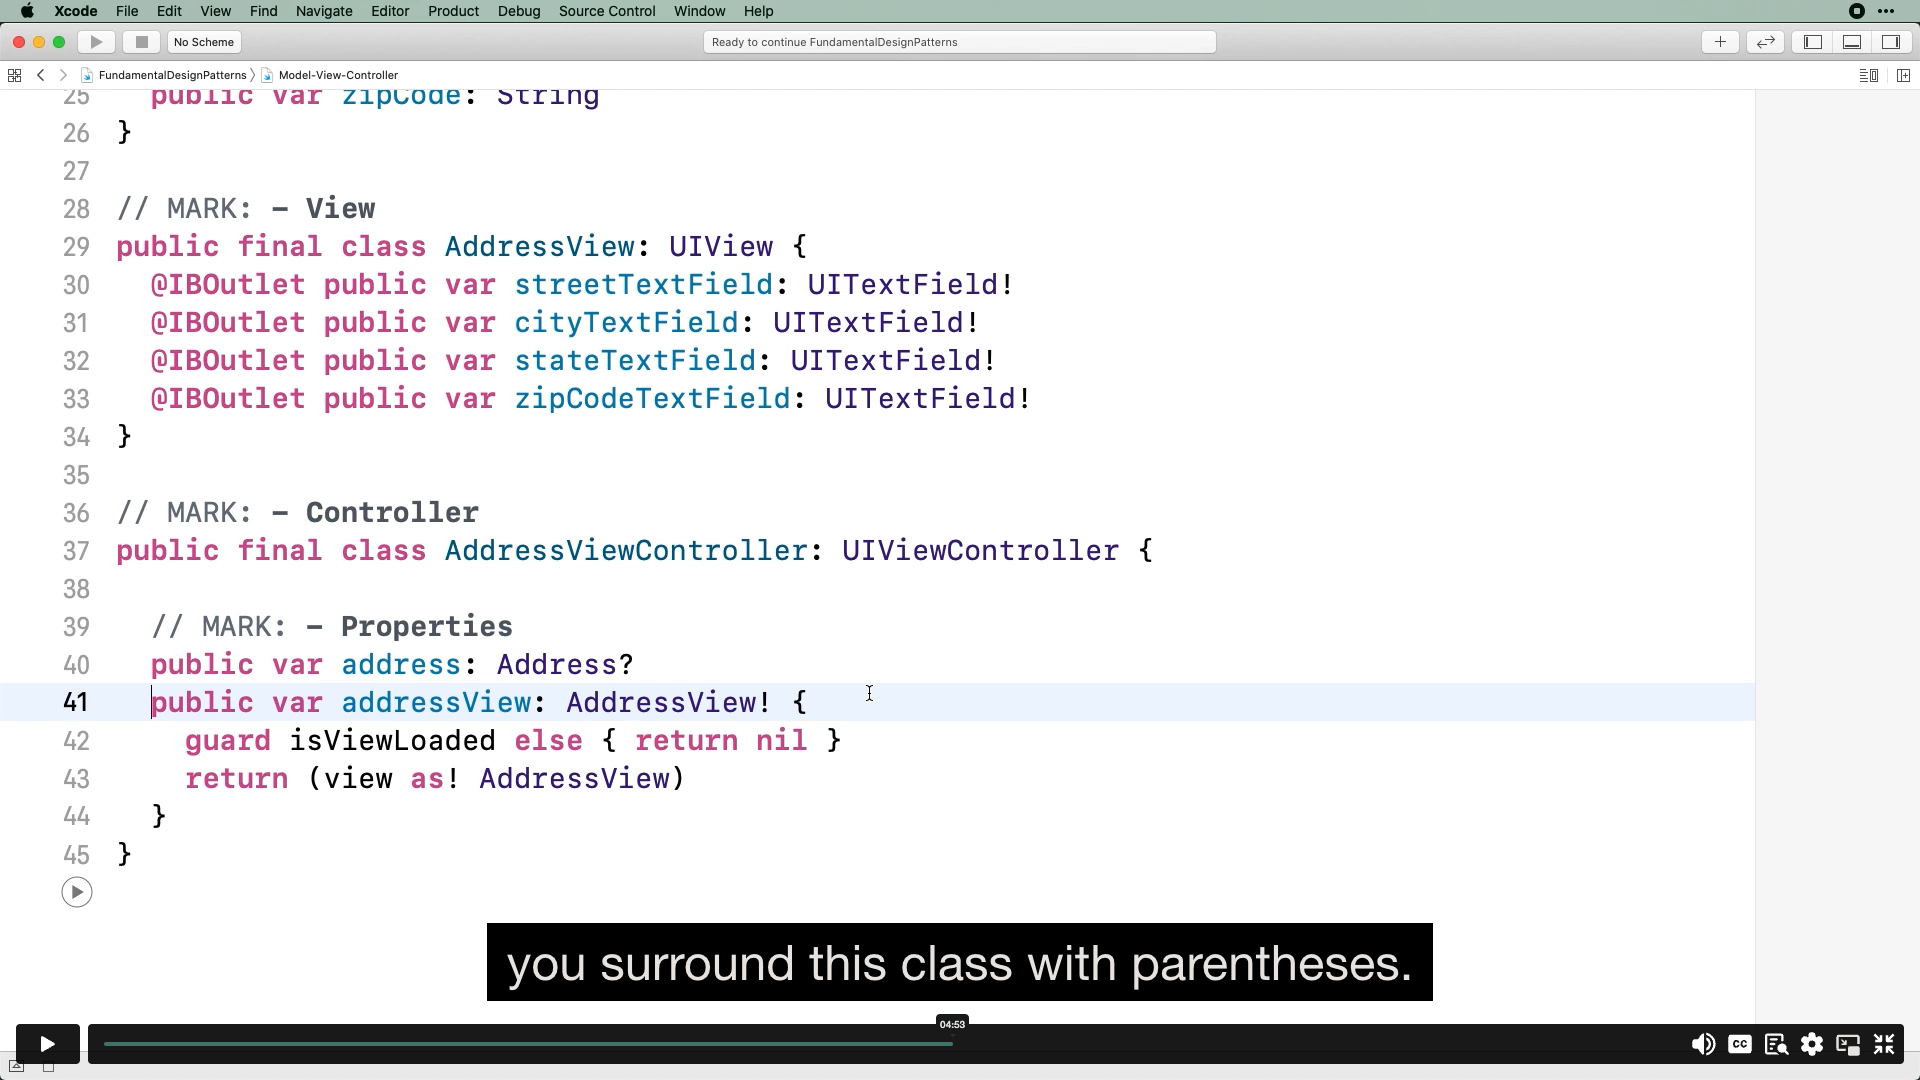 Xcode File Edit View Find Navigate Editor Product Debug Source Control Window Help
No Scheme
Ready to continue FundamentalDesignPatterns
FundamentalDesignPatterns Model-View-Controller
25 public var zipCode: String
26 }
27
28 // MARK: - View
29 public final class AddressView: UIView {
30 @IBOutlet public var streetTextField: UITextField!
31 @IBOutlet public var cityTextField: UITextField!
32 @IBOutlet public var stateTextField: UITextField!
33 @IBOutlet public var zipCodeTextField: UITextField!
34 }
35
36 // MARK: - Controller
37 public final class AddressViewController: UIViewController {
38
39 // MARK: - Properties
40 public var address: Address?
41 public var addressView: AddressView! {
42 guard isViewLoaded else { return nil }
43 return (view as! AddressView)
44 }
45 }
you surround this class with parentheses.
04:53
CC